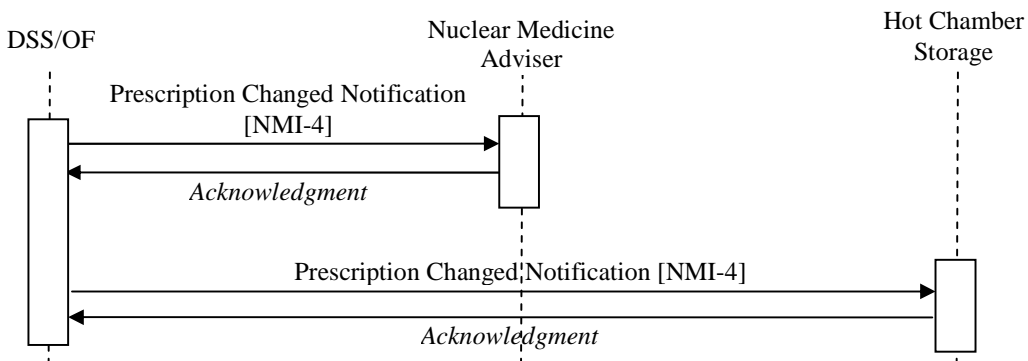 DSS/OF
Nuclear Medicine
Adviser
Hot Chamber
Storage
Prescription Changed Notification
[NMI-4]
Acknowledgment
Prescription Changed Notification [NMI-4]
Acknowledgment